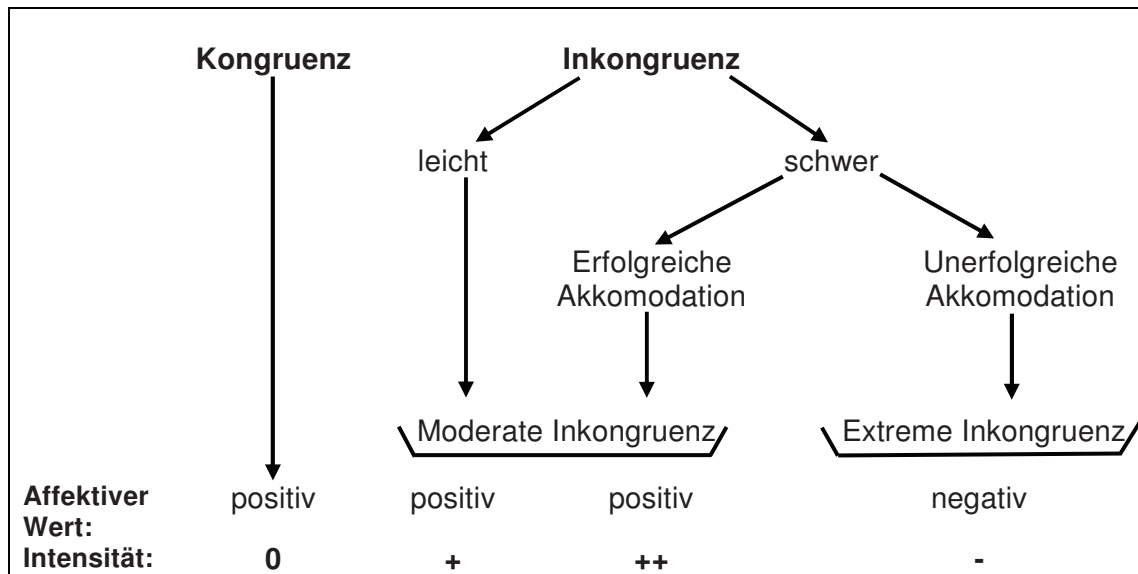 Kongruenz Inkongruenz
leicht schwer
Erfolgreiche Unerfolgreiche
Akkomodation Akkomodation
Moderate Inkongruenz Extreme Inkongruenz
Affektiver positiv positiv positiv negativ
Wert:
Intensität: 0 + ++ -